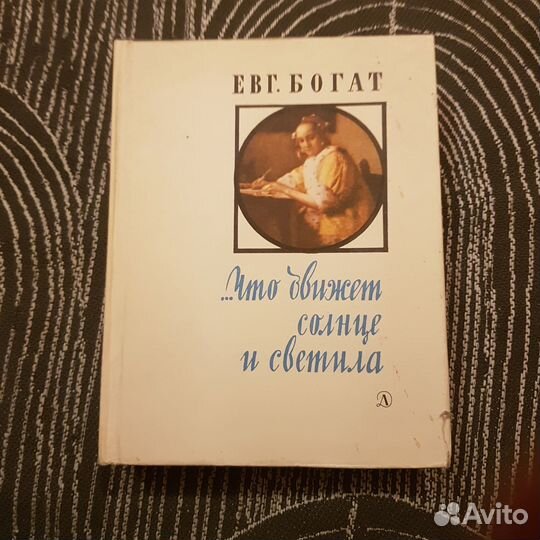 ЕВГ. БОГАТ
...Что движет
солнце
и светила
Д
Avito